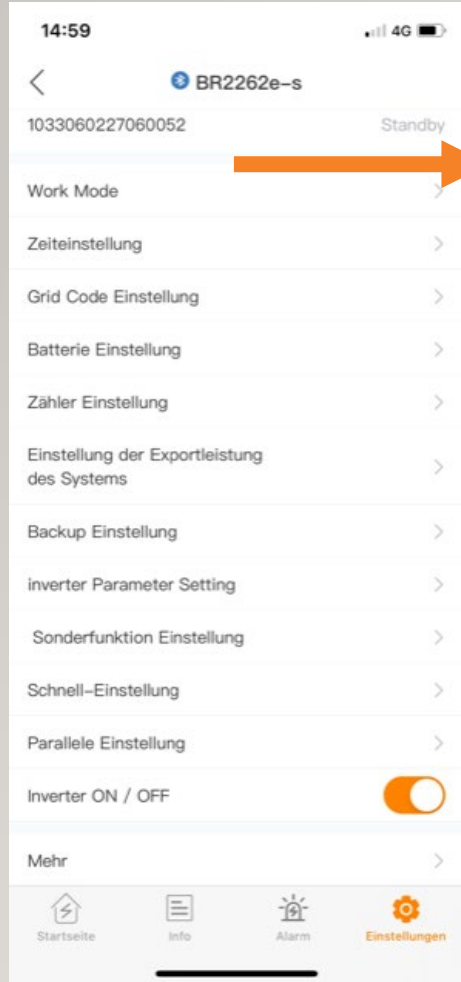 14:59
4G
BR2262e-s
1033060227060052 Standby
Work Mode
Zeiteinstellung
Grid Code Einstellung
Batterie Einstellung
Zähler Einstellung
Einstellung der Exportleistung
des Systems
Backup Einstellung
inverter Parameter Setting
Sonderfunktion Einstellung
Schnell-Einstellung
Parallele Einstellung
Inverter ON / OFF
Mehr
Startseite Info Alarm Einstellungen